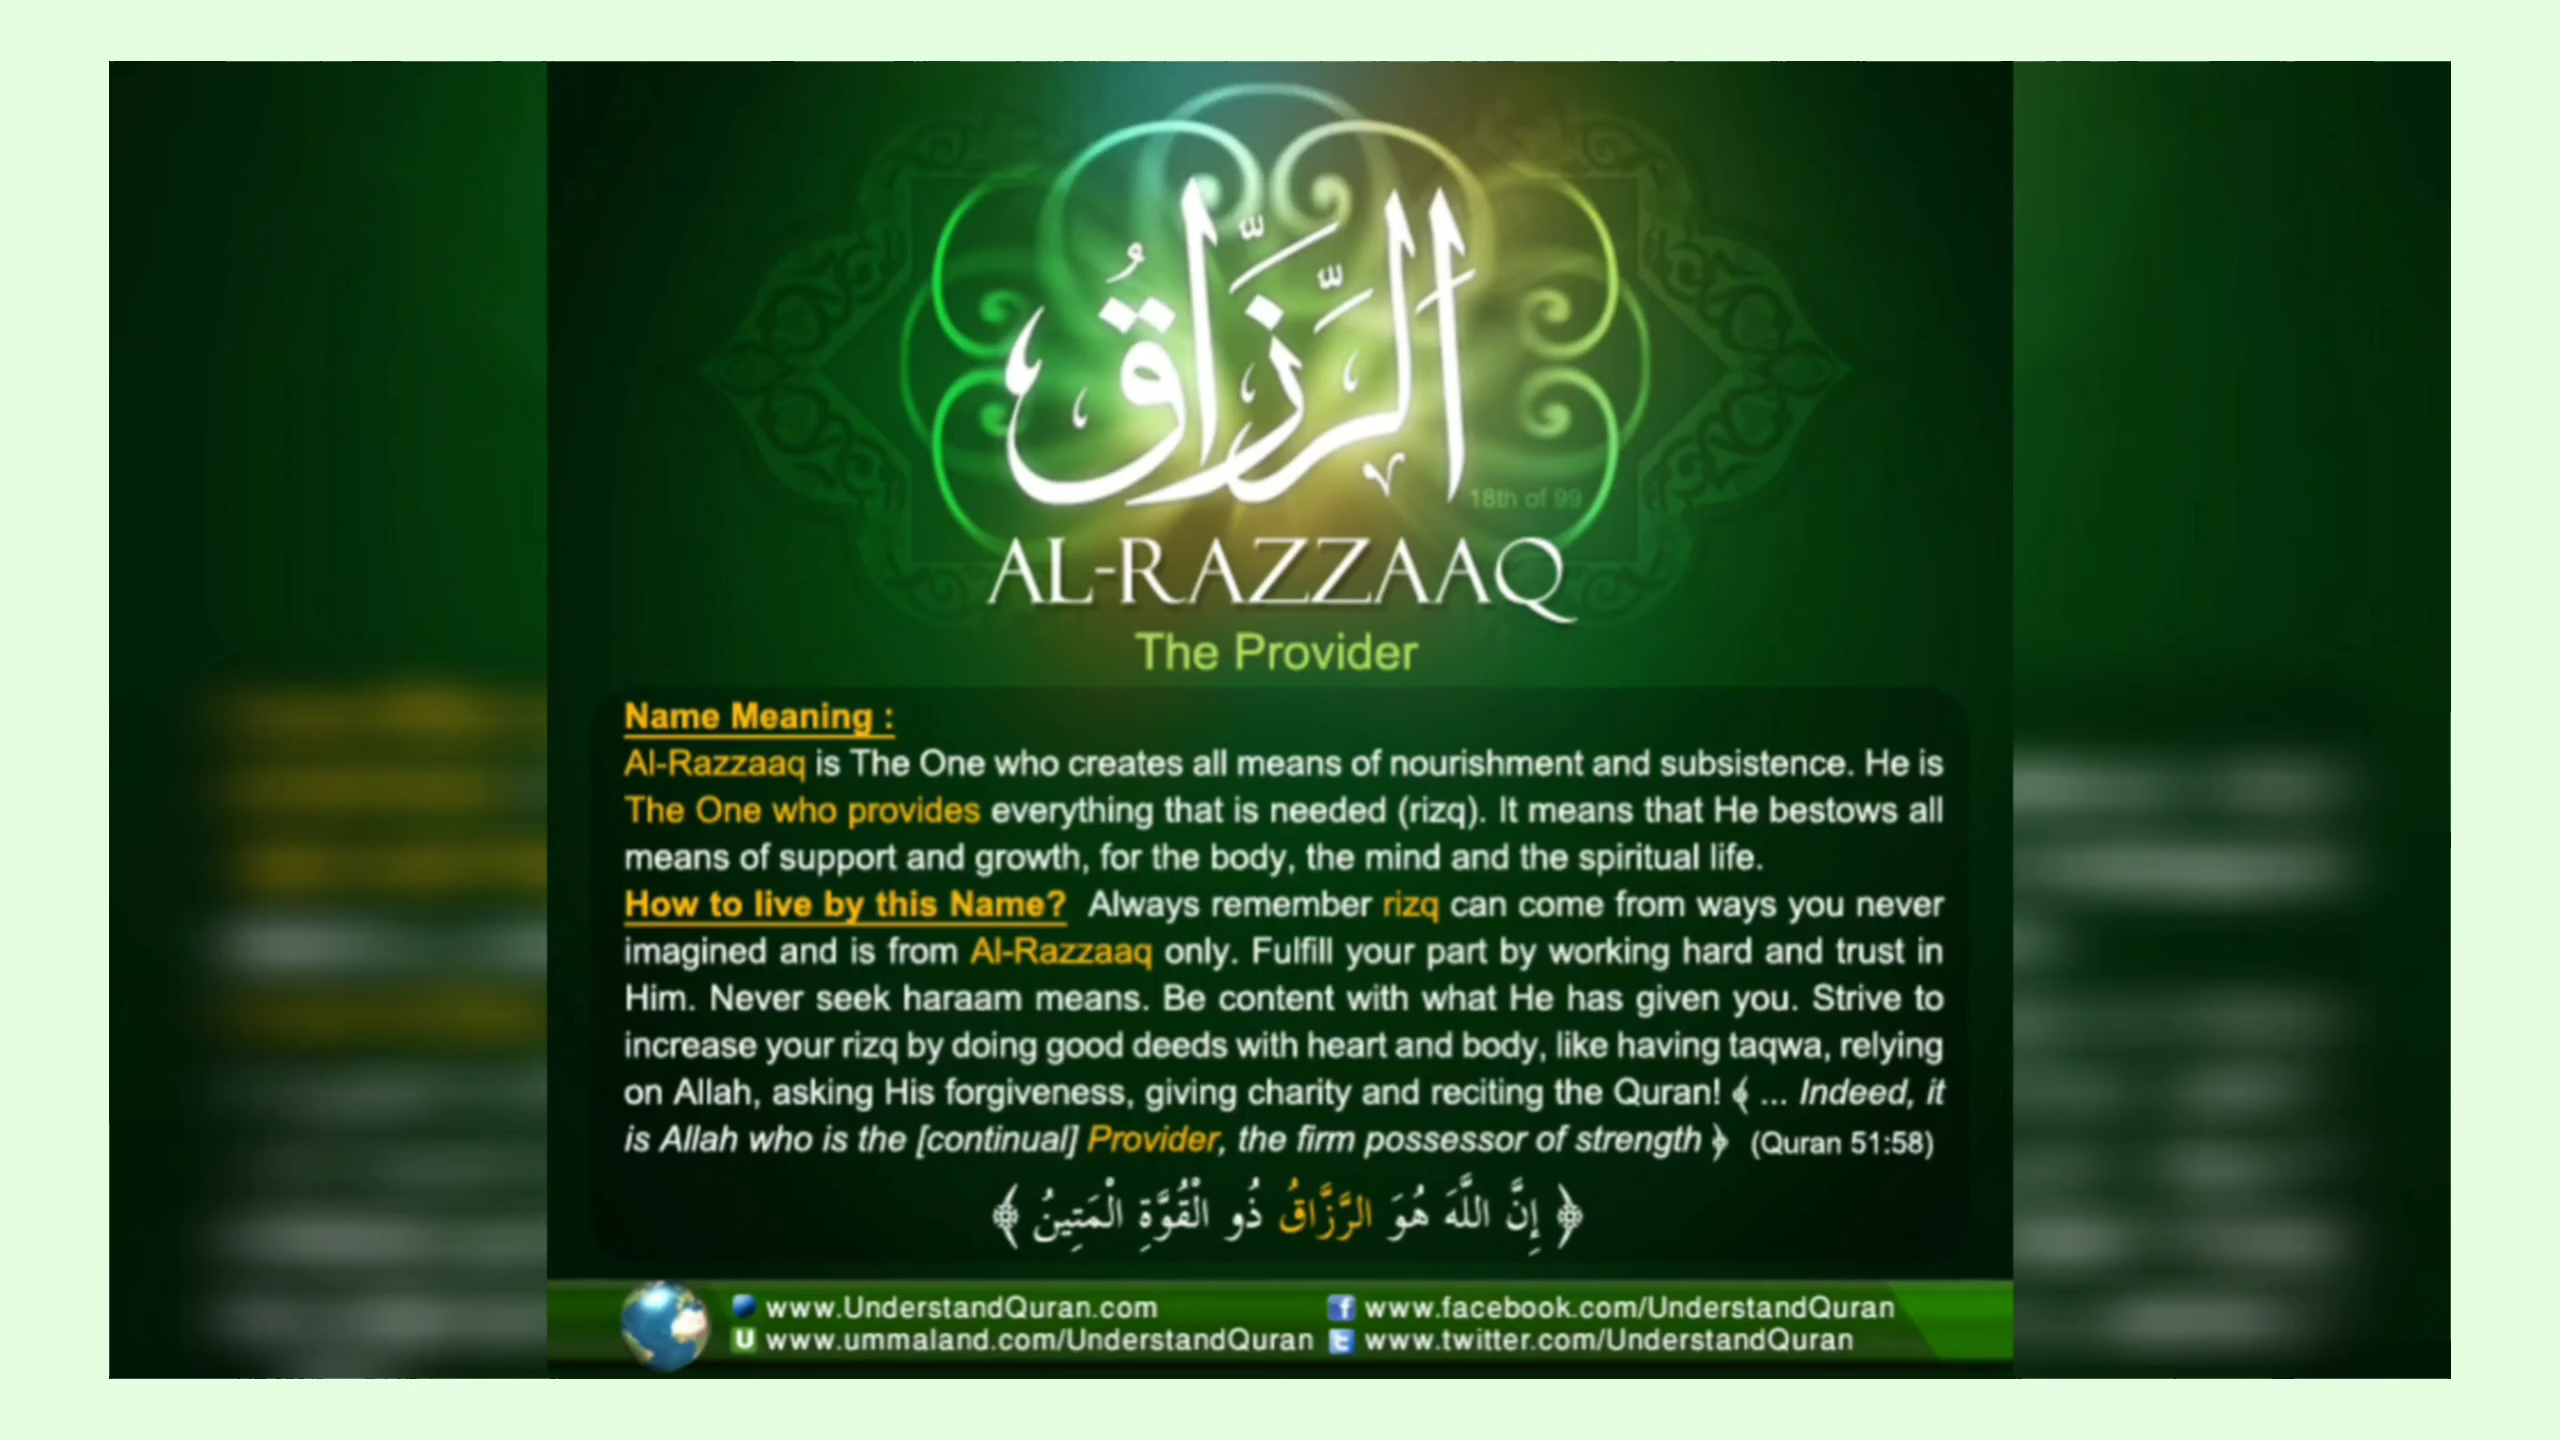 الرَّزَّاقُ
18th of 99
AL-RAZZAAQ
The Provider
Name Meaning :
Al-Razzaaq is The One who creates all means of nourishment and subsistence. He is
The One who provides everything that is needed (rizq). It means that He bestows all
means of support and growth, for the body, the mind and the spiritual life.
How to live by this Name? Always remember rizq can come from ways you never
imagined and is from Al-Razzaaq only. Fulfill your part by working hard and trust in
Him. Never seek haraam means. Be content with what He has given you. Strive to
increase your rizq by doing good deeds with heart and body, like having taqwa, relying
on Allah, asking His forgiveness, giving charity and reciting the Quran! ﴾ ... Indeed, it
is Allah who is the [continual] Provider, the firm possessor of strength ﴿ (Quran 51:58)
﴿ إِنَّ اللَّهَ هُوَ الرَّزَّاقُ ذُو الْقُوَّةِ الْمَتِينُ ﴾
www.UnderstandQuran.com
www.facebook.com/UnderstandQuran
www.ummaland.com/UnderstandQuran
www.twitter.com/UnderstandQuran